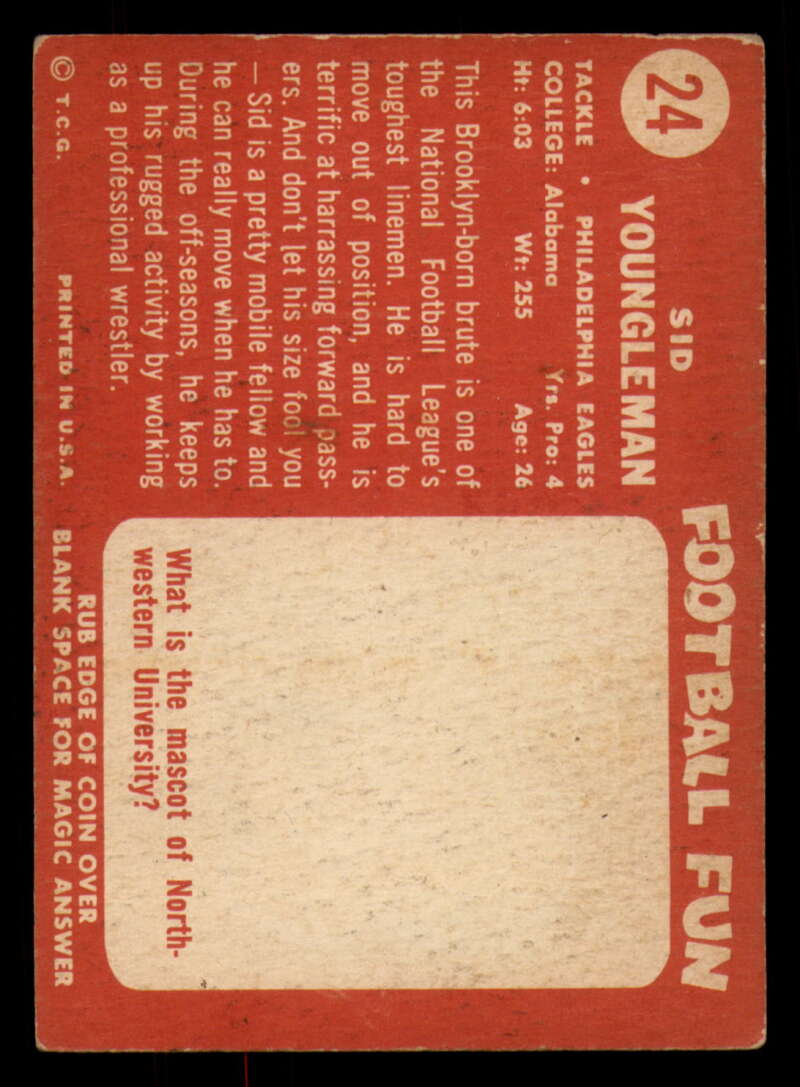 24
SID
YOUNGLEMAN
TACKLE • PHILADELPHIA EAGLES
COLLEGE: Alabama Yrs. Pro: 4
Ht: 6:03 Wt: 255 Age: 26
This Brooklyn-born brute is one of
the National Football League's
toughest linemen. He is hard to
move out of position, and he is
terrific at harrassing forward pass-
ers. And don't let his size fool you
— Sid is a pretty mobile fellow and
he can really move when he has to.
During the off-seasons, he keeps
up his rugged activity by working
as a professional wrestler.
© T.C.G. PRINTED IN U.S.A.
FOOTBALL FUN
What is the mascot of North-
western University?
RUB EDGE OF COIN OVER
BLANK SPACE FOR MAGIC ANSWER